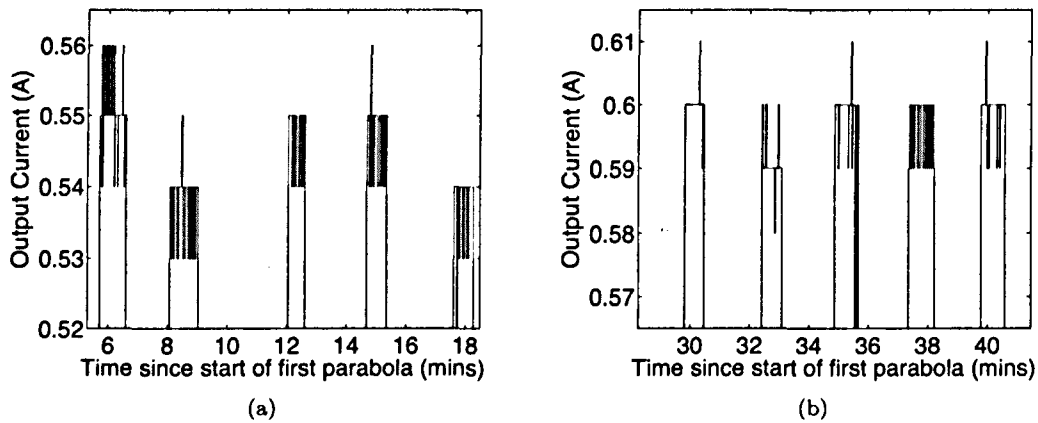 Output Current (A)
0.56
0.55
0.54
0.53
0.52
6 8 10 12 14 16 18
Time since start of first parabola (mins)
(a)
Output Current (A)
0.61
0.6
0.59
0.58
0.57
30 32 34 36 38 40
Time since start of first parabola (mins)
(b)